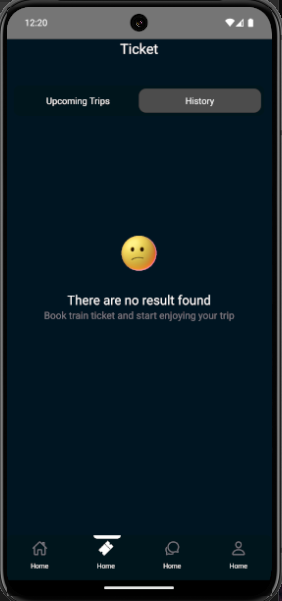 12:20
Ticket
Upcoming Trips
History
There are no result found
Book train ticket and start enjoying your trip
Home
Home
Home
Home